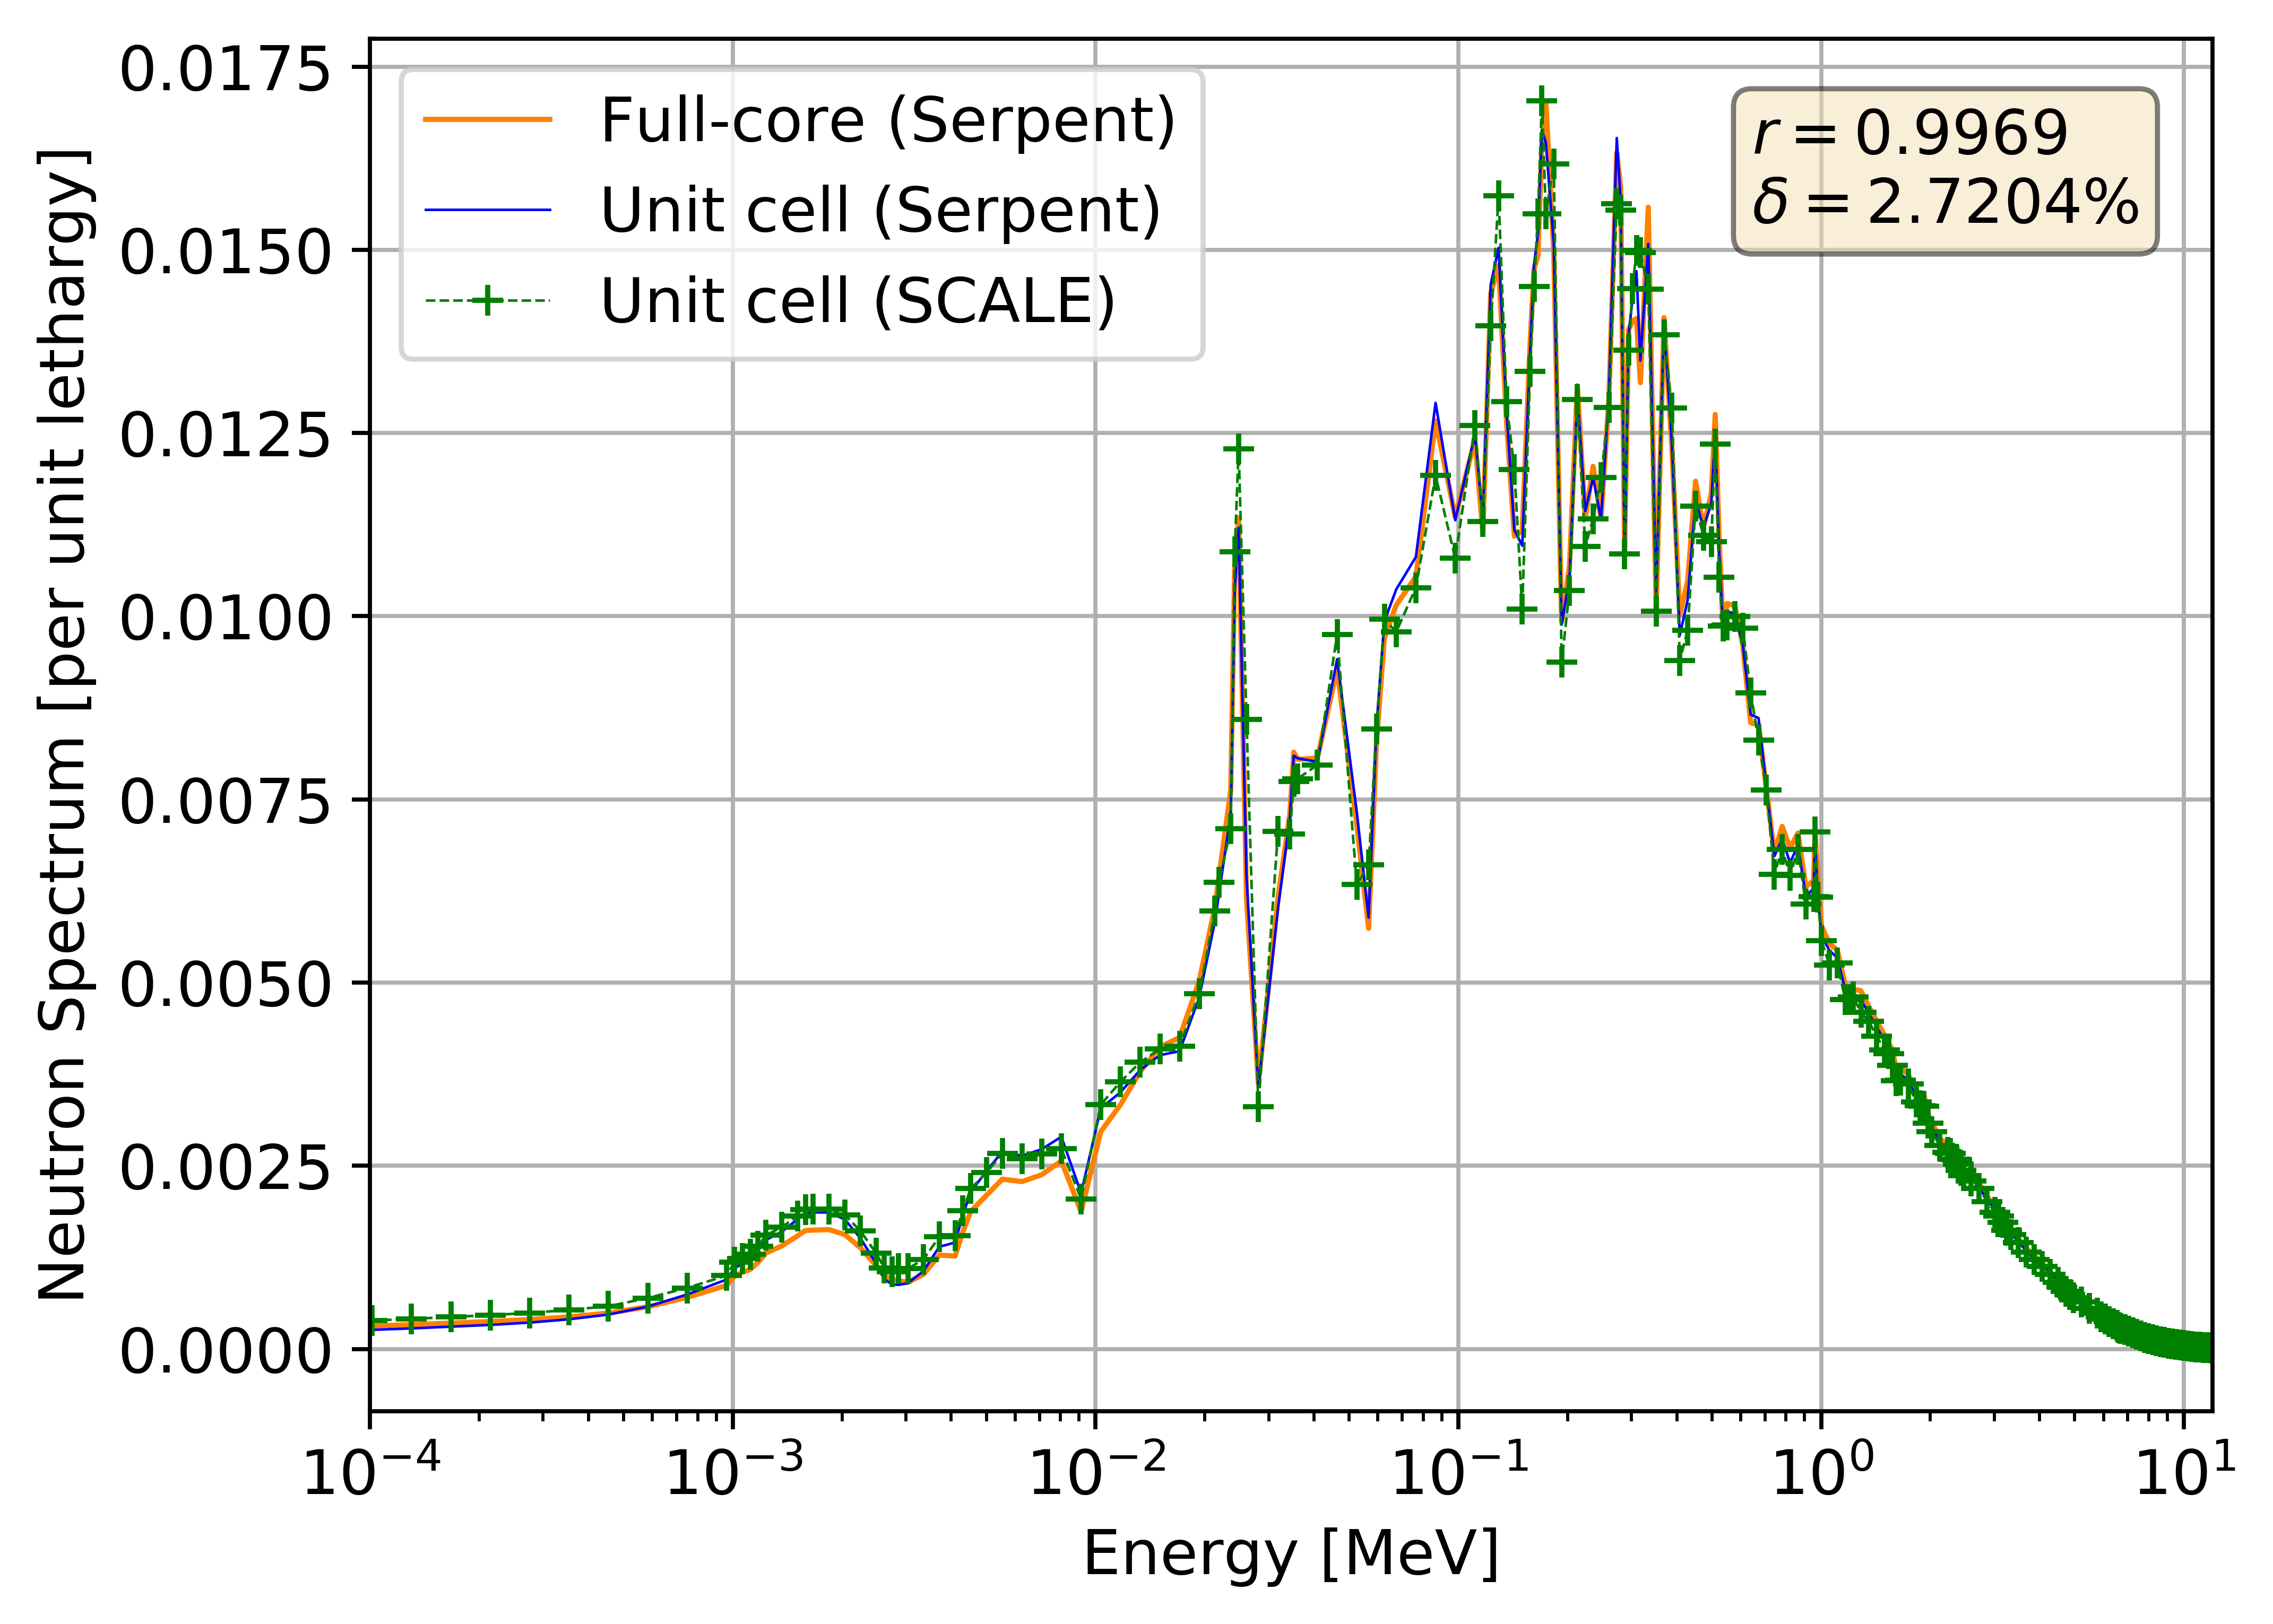 0.0175
0.0150
0.0125
0.0100
0.0075
0.0050
0.0025
0.0000
Neutron Spectrum [per unit lethargy]
Full-core (Serpent)
Unit cell (Serpent)
Unit cell (SCALE)
r = 0.9969
δ = 2.7204%
10⁻⁴ 10⁻³ 10⁻² 10⁻¹ 10⁰ 10¹
Energy [MeV]